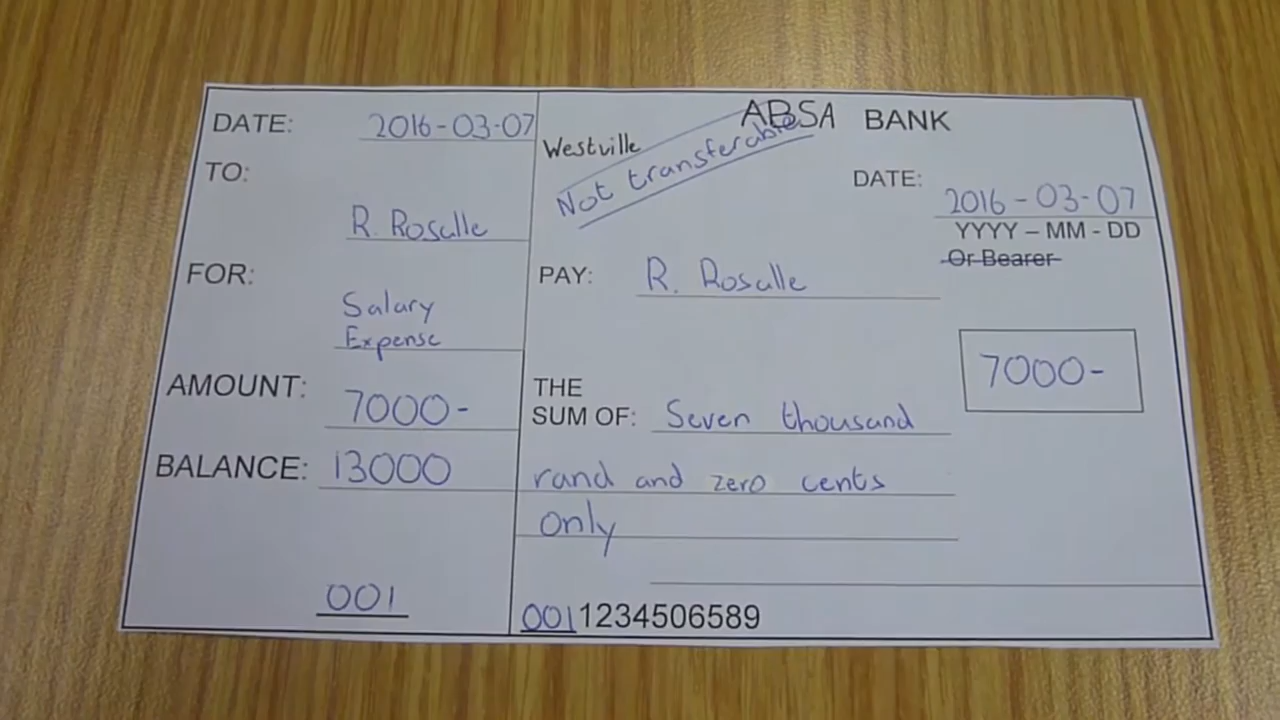 DATE: 2016-03-07
TO:
R. Rosalle
FOR:
Salary
Expense
AMOUNT: 7000-
BALANCE: 13000
001
ABSA BANK
Westville
Not transferable
DATE: 2016-03-07
YYYY – MM - DD
Or Bearer
PAY: R. Rosalle
7000-
THE
SUM OF: Seven thousand
rand and zero cents
only
0011234506589